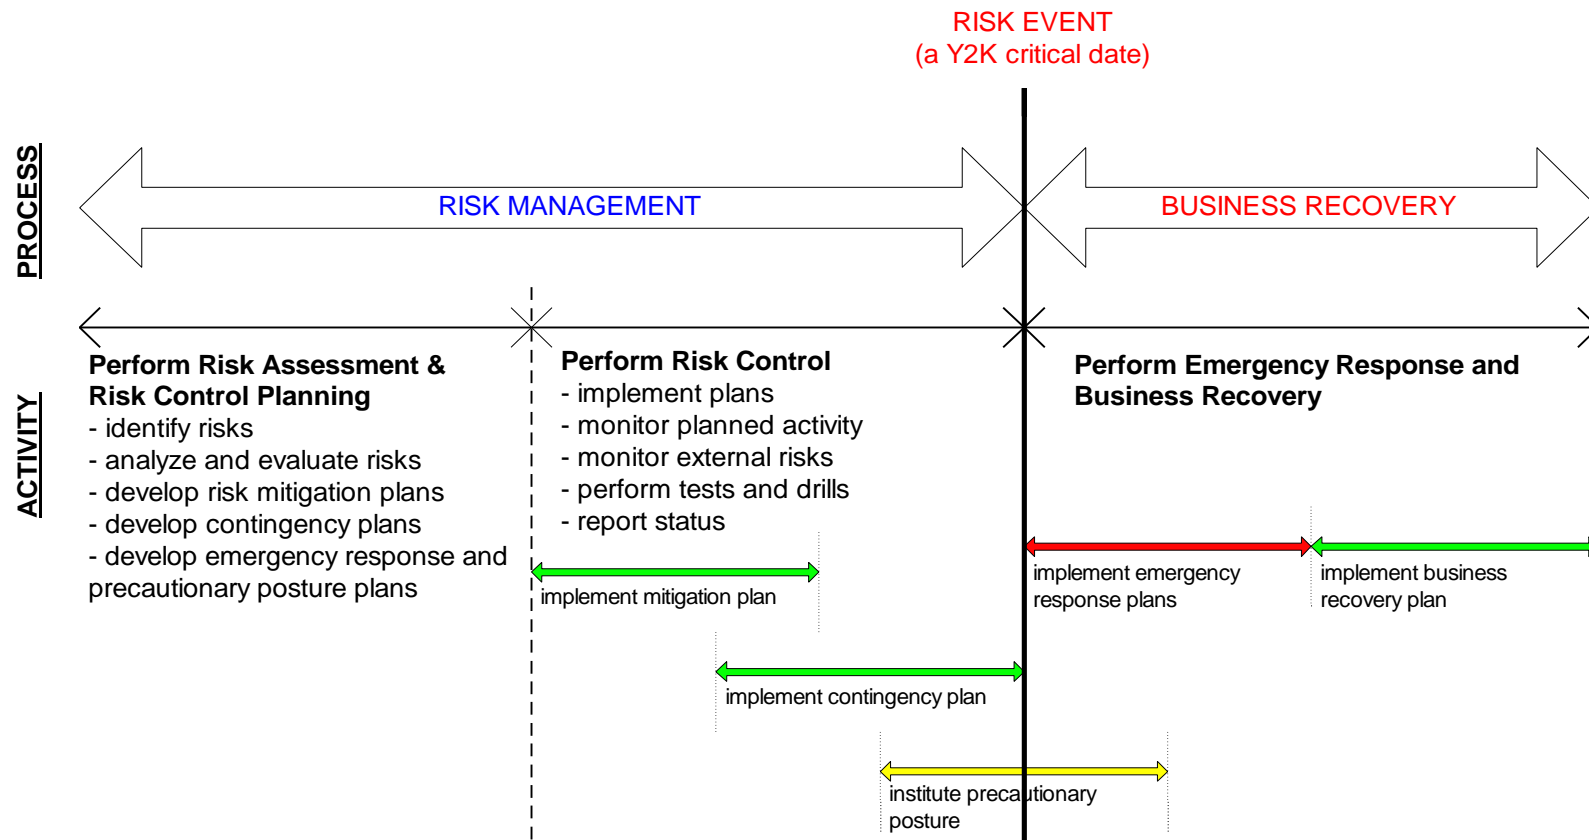 RISK EVENT
(a Y2K critical date)
PROCESS
RISK MANAGEMENT
BUSINESS RECOVERY
ACTIVITY
Perform Risk Assessment &
Risk Control Planning
- identify risks
- analyze and evaluate risks
- develop risk mitigation plans
- develop contingency plans
- develop emergency response and
precautionary posture plans
Perform Risk Control
- implement plans
- monitor planned activity
- monitor external risks
- perform tests and drills
- report status
implement mitigation plan
implement contingency plan
institute precautionary
posture
Perform Emergency Response and
Business Recovery
implement emergency
response plans
implement business
recovery plan